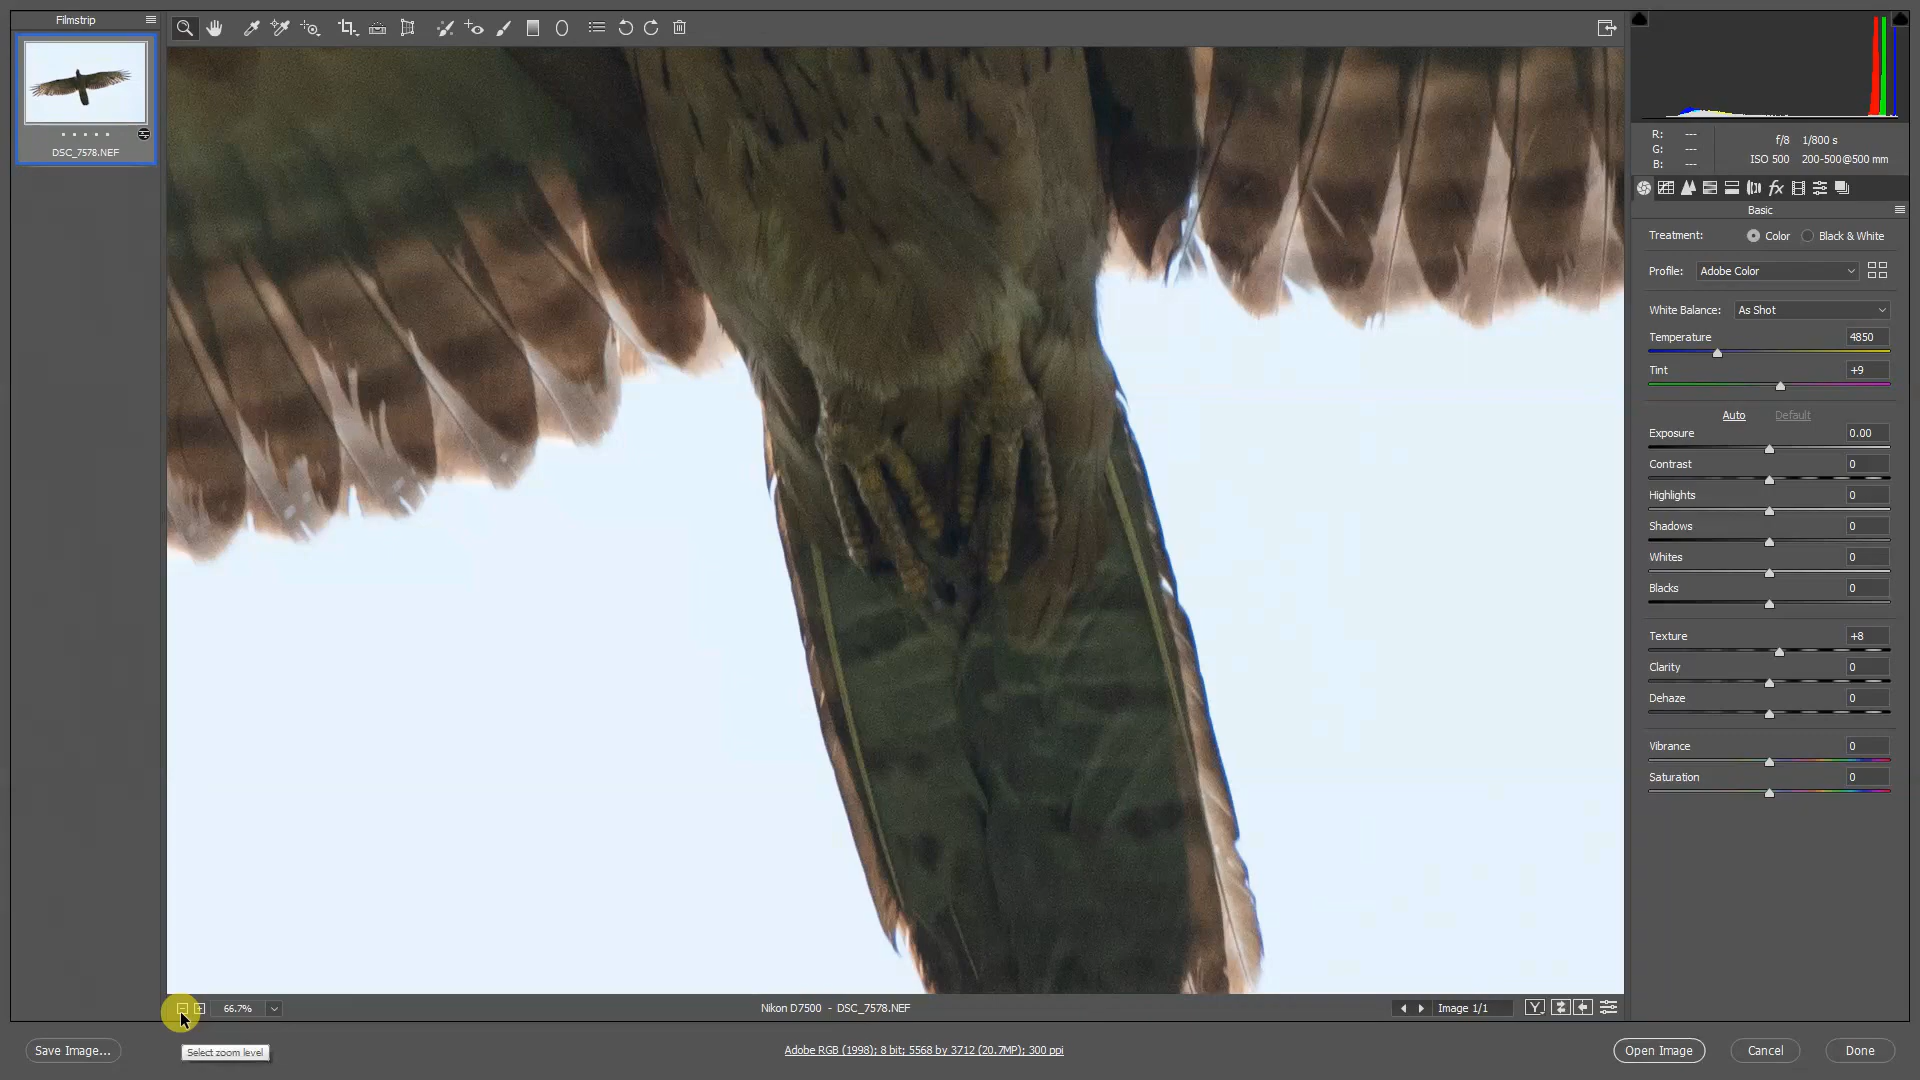 Filmstrip
DSC_7578.NEF
R: ---
G: ---
B: ---
f/8 1/800 s
ISO 500 200-500@500 mm
fx
Basic
Treatment: Color Black & White
Profile: Adobe Color
White Balance: As Shot
Temperature 4850
Tint +9
Auto Default
Exposure 0.00
Contrast 0
Highlights 0
Shadows 0
Whites 0
Blacks 0
Texture +8
Clarity 0
Dehaze 0
Vibrance 0
Saturation 0
66.7%
Nikon D7500 - DSC_7578.NEF
Image 1/1
Y
Save Image...
Select zoom level
Adobe RGB (1998); 8 bit; 5568 by 3712 (20.7MP); 300 ppi
Open Image
Cancel
Done